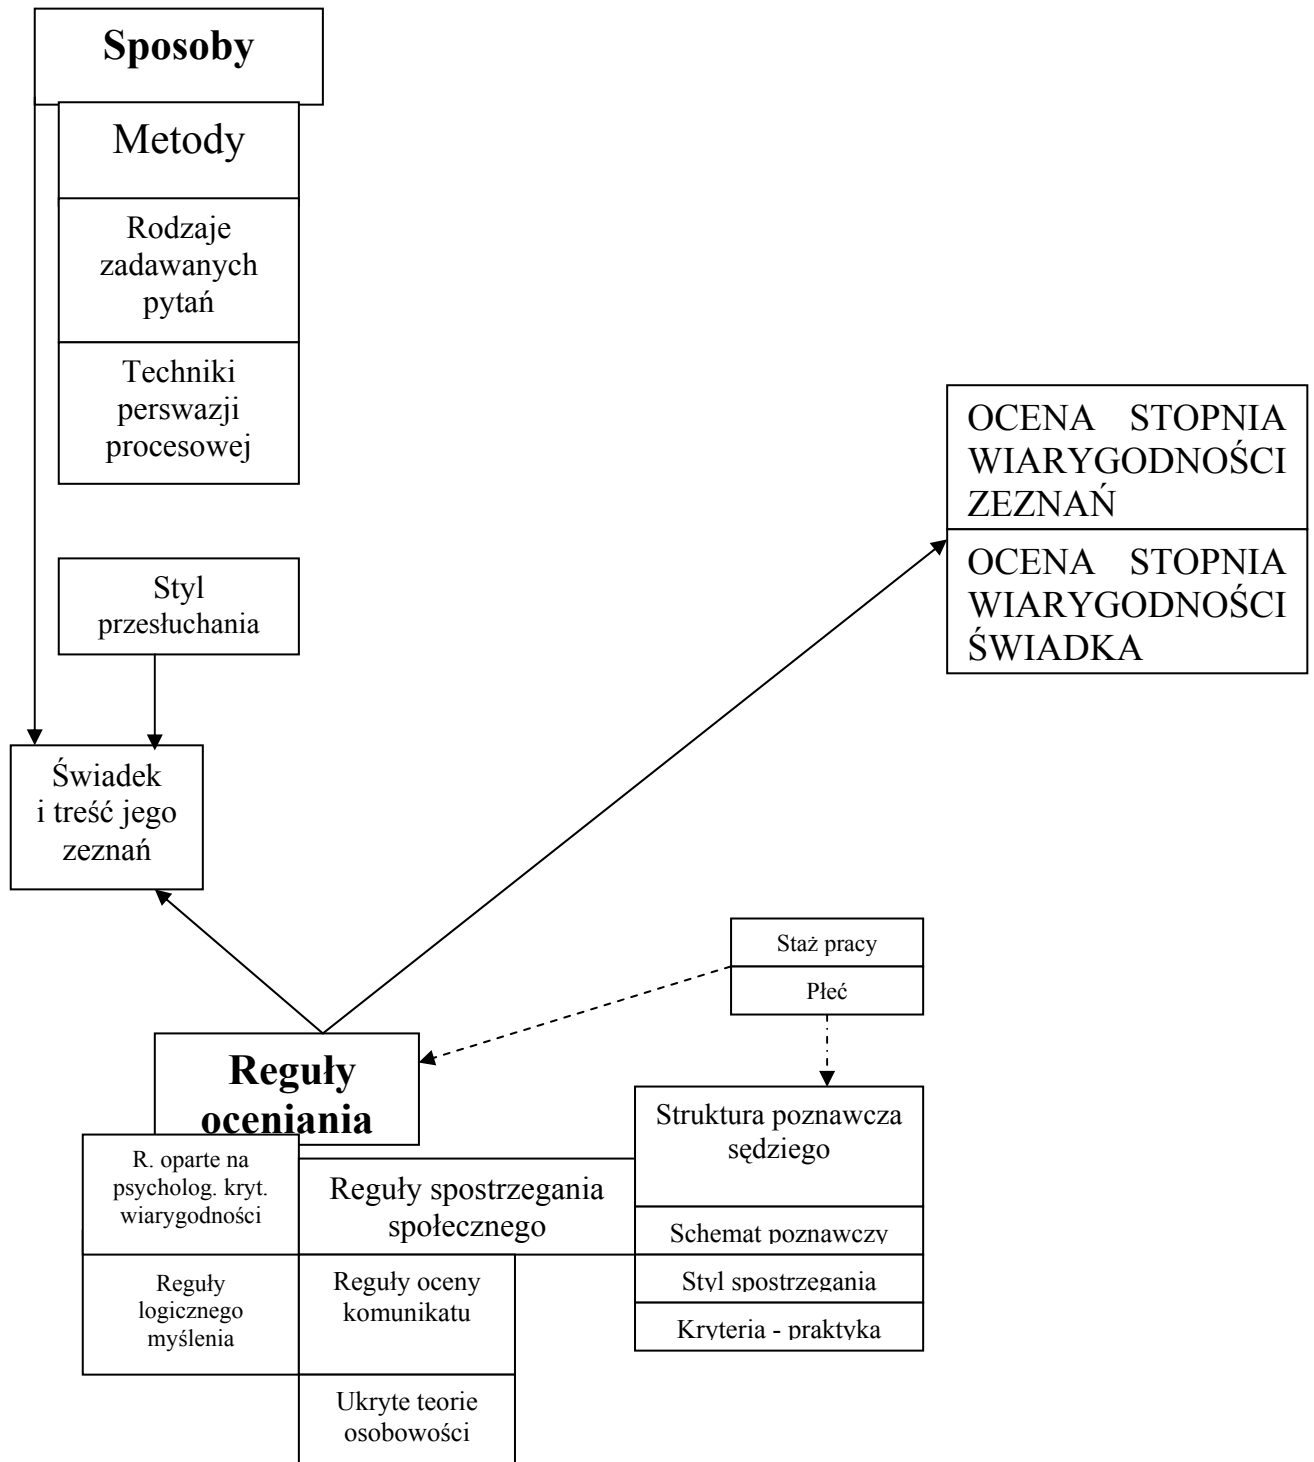 Sposoby
Metody
Rodzaje
zadawanych
pytań
Techniki
perswazji
procesowej
OCENA STOPNIA
WIARYGODNOŚCI
ZEZNAŃ
OCENA STOPNIA
WIARYGODNOŚCI
ŚWIADKA
Styl
przesłuchania
Świadek
i treść jego
zeznań
Staż pracy
Płeć
Reguły
oceniania
R. oparte na
psycholog. kryt.
wiarygodności
Reguły spostrzegania
społecznego
Struktura poznawcza
sędziego
Schemat poznawczy
Styl spostrzegania
Kryteria - praktyka
Reguły
logicznego
myślenia
Reguły oceny
komunikatu
Ukryte teorie
osobowości